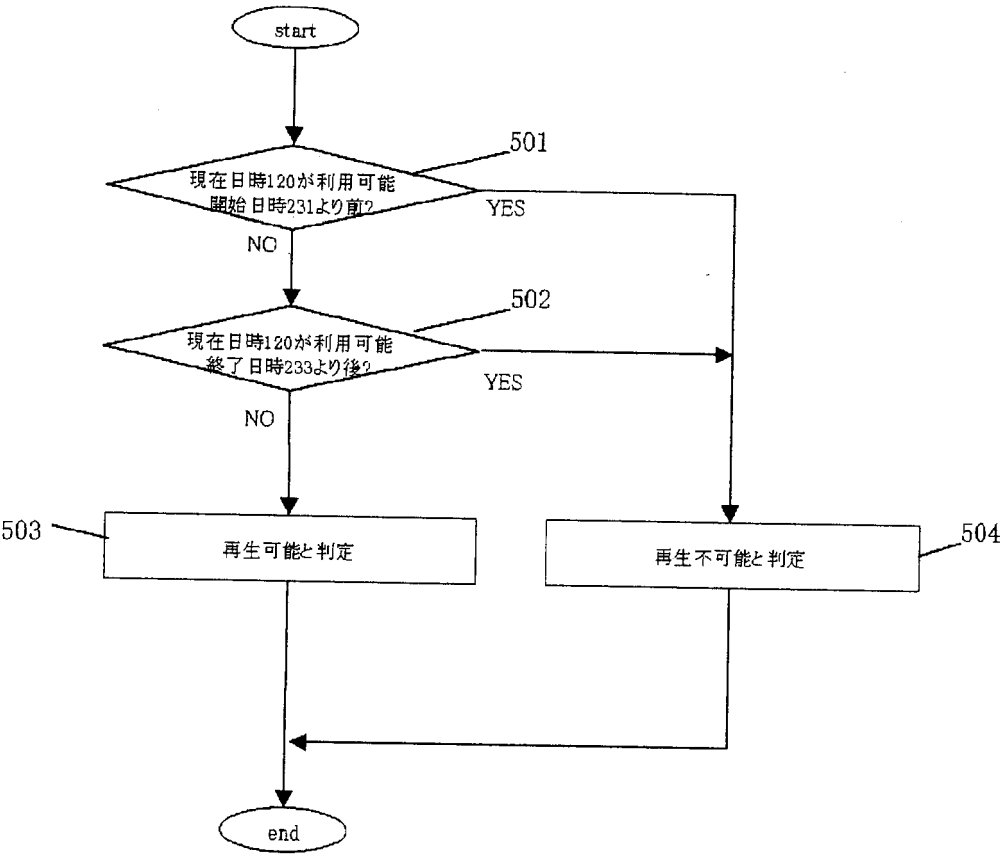 start
501
現在日時120が利用可能
開始日時231より前?
YES
NO
502
現在日時120が利用可能
終了日時233より後?
YES
NO
503
再生可能と判定
再生不可能と判定
504
end